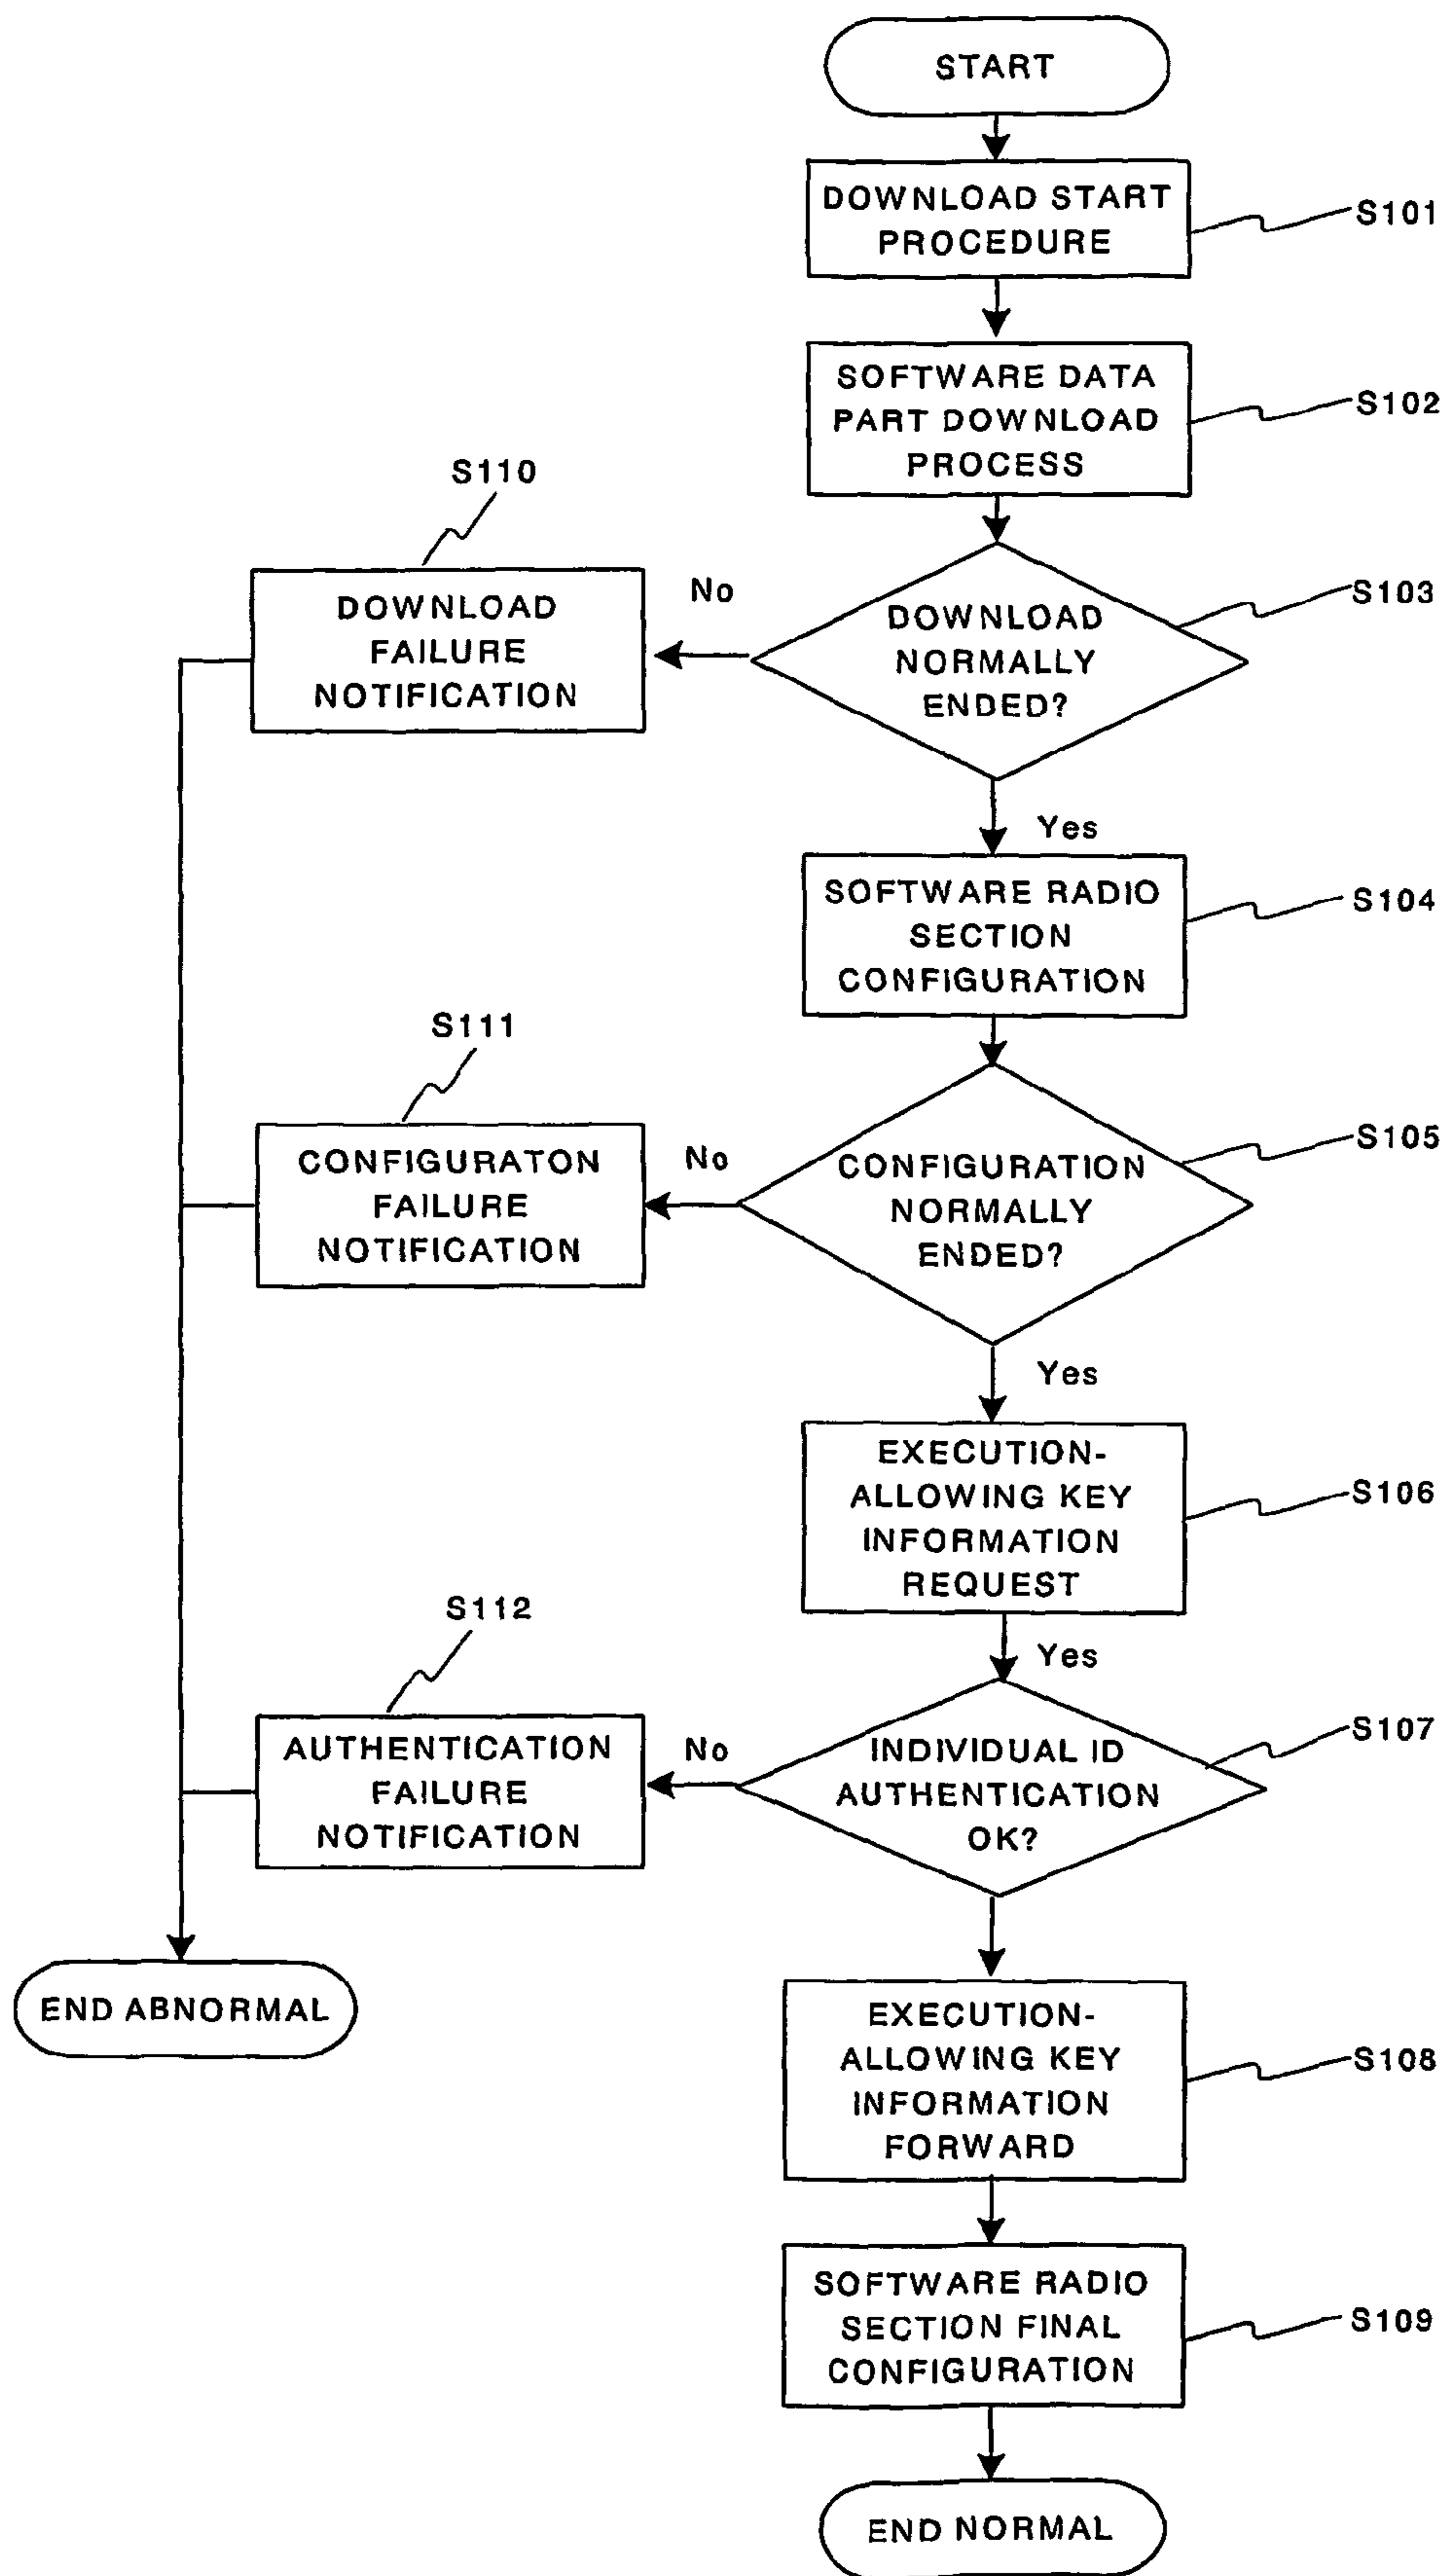 START
DOWNLOAD START
PROCEDURE
S101
SOFTWARE DATA
PART DOWNLOAD
PROCESS
S102
S110
DOWNLOAD
FAILURE
NOTIFICATION
No
DOWNLOAD
NORMALLY
ENDED?
S103
Yes
SOFTWARE RADIO
SECTION
CONFIGURATION
S104
S111
CONFIGURATON
FAILURE
NOTIFICATION
No
CONFIGURATION
NORMALLY
ENDED?
S105
Yes
EXECUTION-
ALLOWING KEY
INFORMATION
REQUEST
S106
Yes
S112
AUTHENTICATION
FAILURE
NOTIFICATION
No
INDIVIDUAL ID
AUTHENTICATION
OK?
S107
END ABNORMAL
EXECUTION-
ALLOWING KEY
INFORMATION
FORWARD
S108
SOFTWARE RADIO
SECTION FINAL
CONFIGURATION
S109
END NORMAL